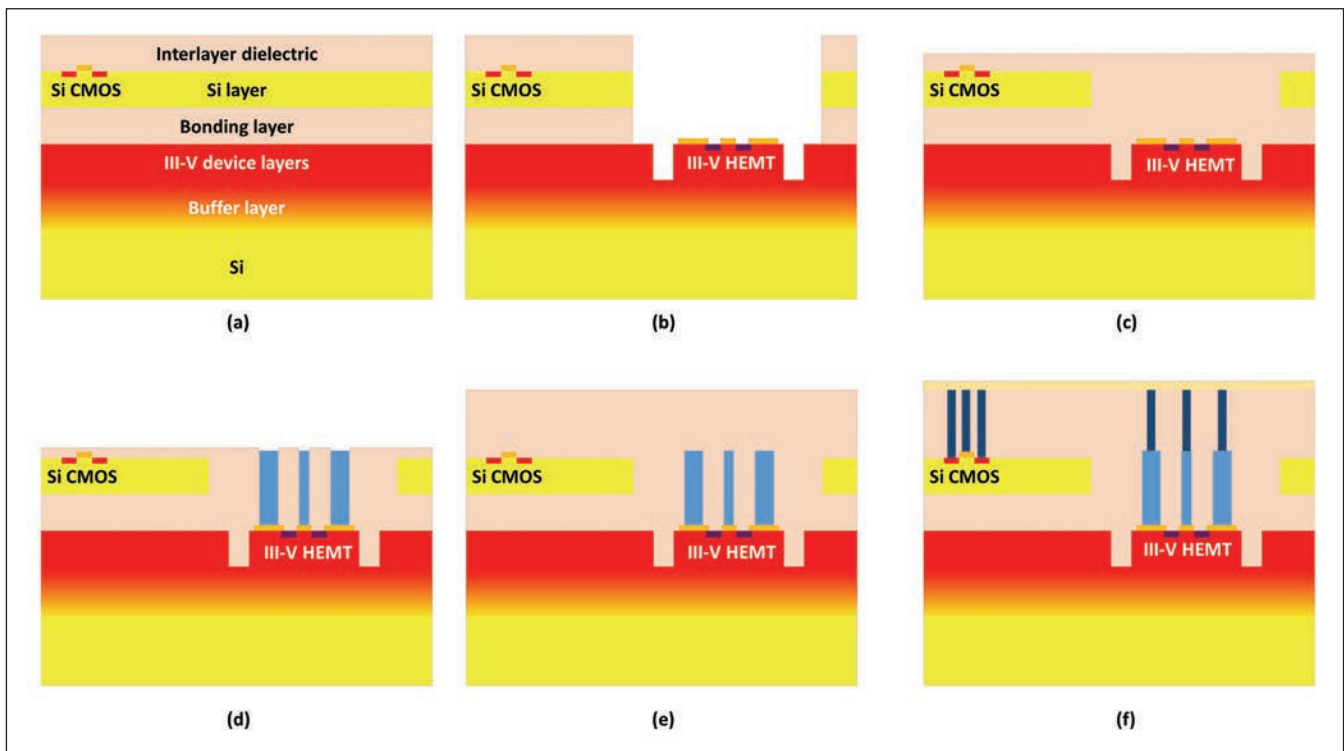 Interlayer dielectric
Si CMOS
Si layer
Bonding layer
III-V device layers
Buffer layer
Si
(a)
Si CMOS
III-V HEMT
(b)
Si CMOS
III-V HEMT
(c)
Si CMOS
III-V HEMT
(d)
Si CMOS
III-V HEMT
(e)
Si CMOS
III-V HEMT
(f)